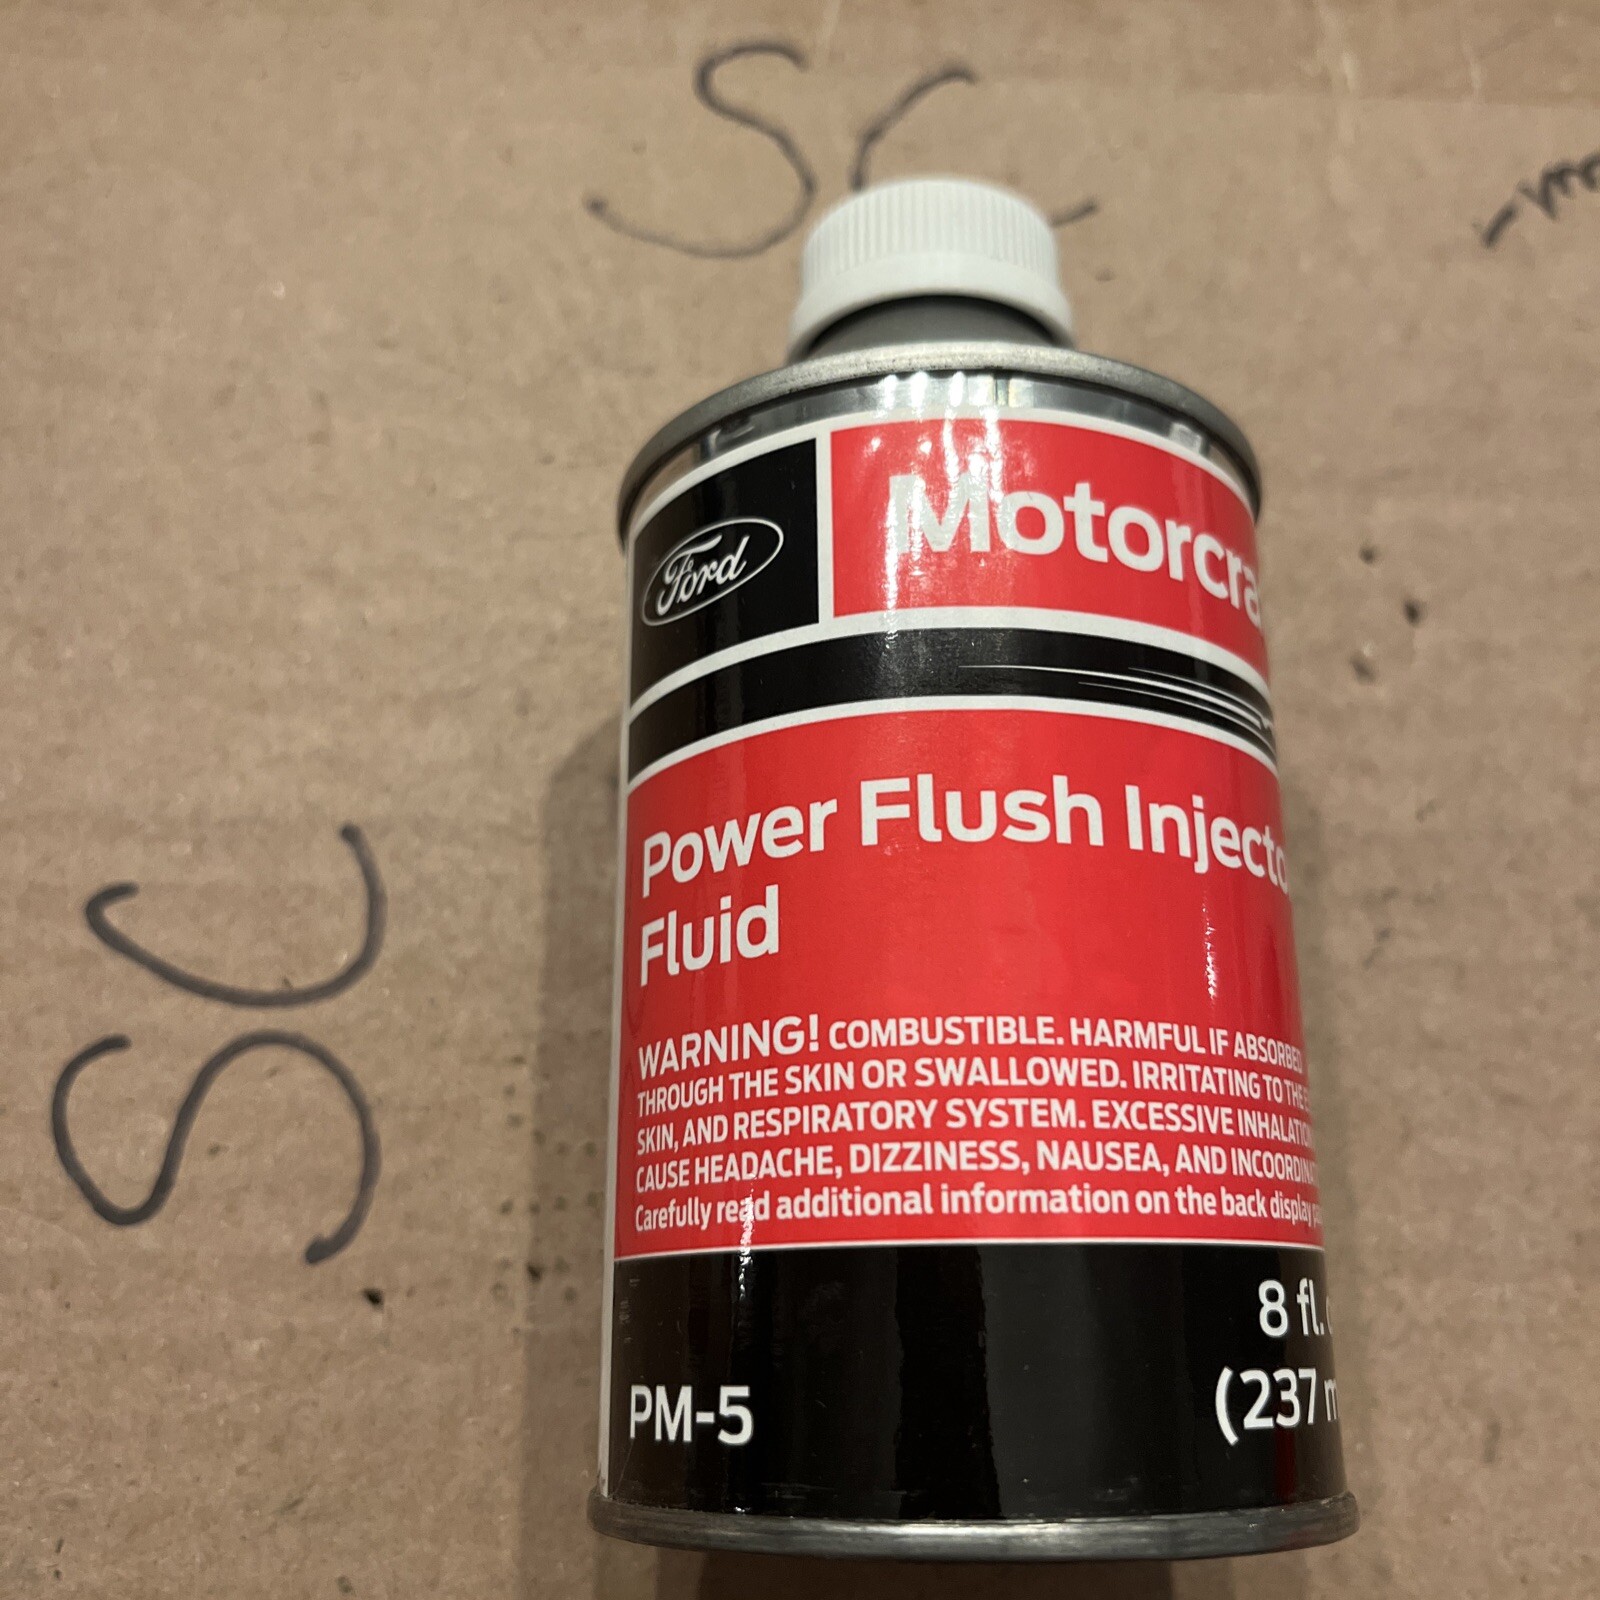 SC
Ford
Motorcra
Power Flush Injecto
Fluid
WARNING! COMBUSTIBLE. HARMFUL IF ABSORBED
THROUGH THE SKIN OR SWALLOWED. IRRITATING TO THE
SKIN, AND RESPIRATORY SYSTEM. EXCESSIVE INHALATION
CAUSE HEADACHE, DIZZINESS, NAUSEA, AND INCOORDINA
Carefully read additional information on the back display
8 fl.
(237 m
PM-5
SC